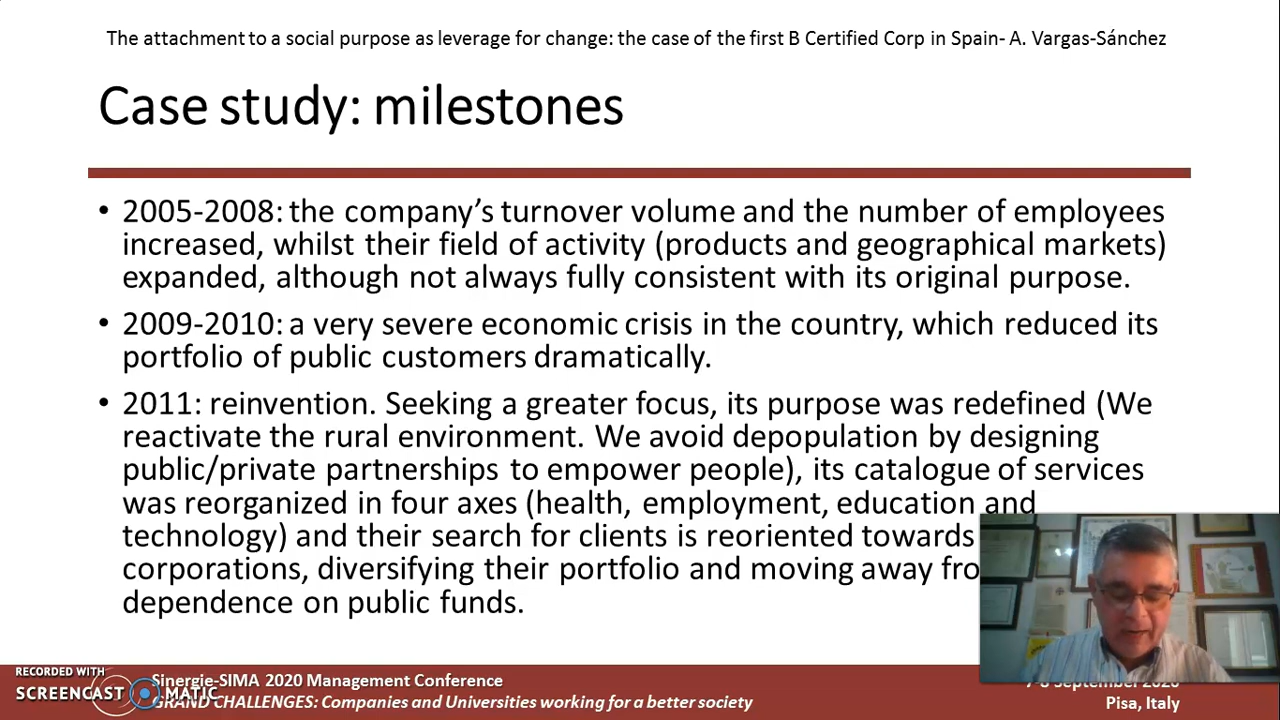 The attachment to a social purpose as leverage for change: the case of the first B Certified Corp in Spain- A. Vargas-Sánchez
Case study: milestones
• 2005-2008: the company's turnover volume and the number of employees
increased, whilst their field of activity (products and geographical markets)
expanded, although not always fully consistent with its original purpose.
• 2009-2010: a very severe economic crisis in the country, which reduced its
portfolio of public customers dramatically.
• 2011: reinvention. Seeking a greater focus, its purpose was redefined (We
reactivate the rural environment. We avoid depopulation by designing
public/private partnerships to empower people), its catalogue of services
was reorganized in four axes (health, employment, education and
technology) and their search for clients is reoriented towards
corporations, diversifying their portfolio and moving away
dependence on public funds.
RECORDED WITH
SCREENCAST MATIC
Sinergie-SIMA 2020 Management Conference
GRAND CHALLENGES: Companies and Universities working for a better society
September 2020
Pisa, Italy